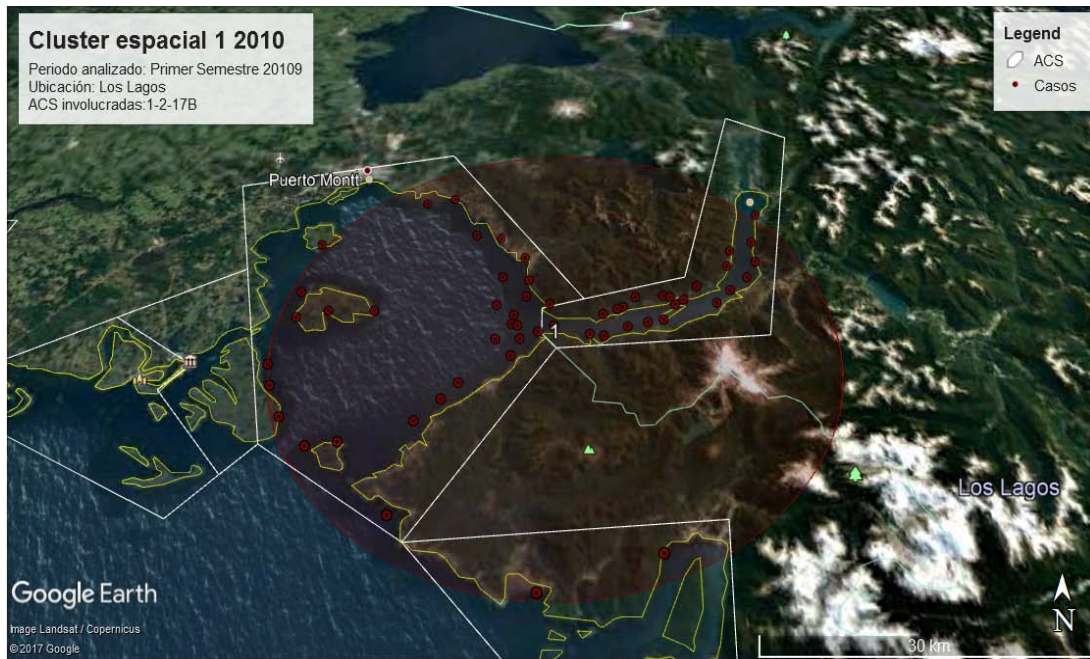 Cluster espacial 1 2010
Periodo analizado: Primer Semestre 20109
Ubicación: Los Lagos
ACS involucradas:1-2-17B
Legend
ACS
Casos
Puerto Montt
1
Los Lagos
Google Earth
Image Landsat / Copernicus
© 2017 Google
N
30 km